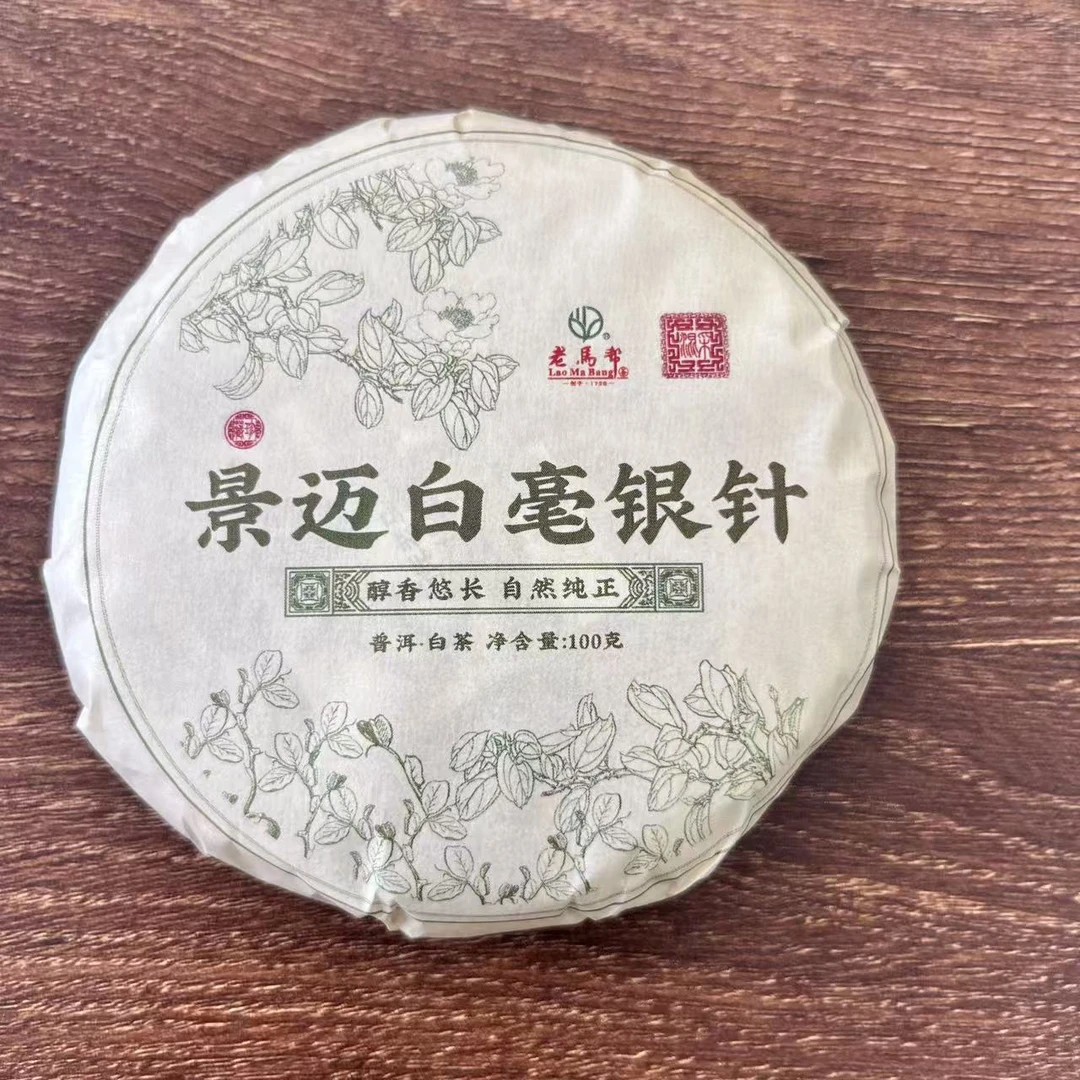 老馬帮
Lao Ma Bang
景迈白毫银针
醇香悠长 自然纯正
普洱·白茶 净含量:100克